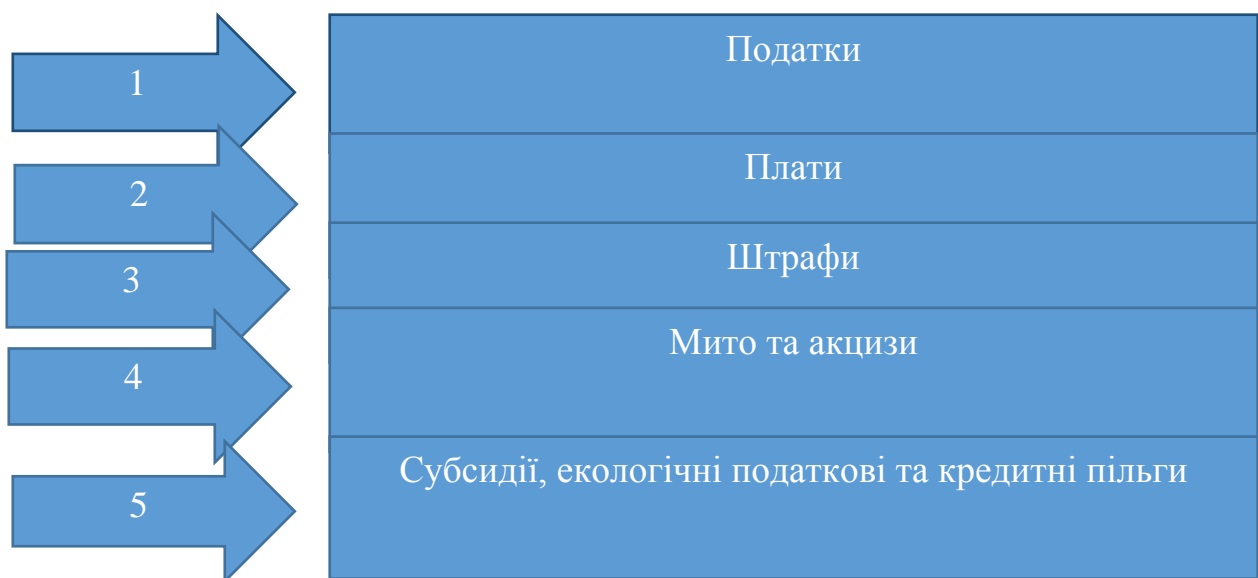 1
Податки
2
Плати
3
Штрафи
4
Мито та акцизи
5
Субсидії, екологічні податкові та кредитні пільги